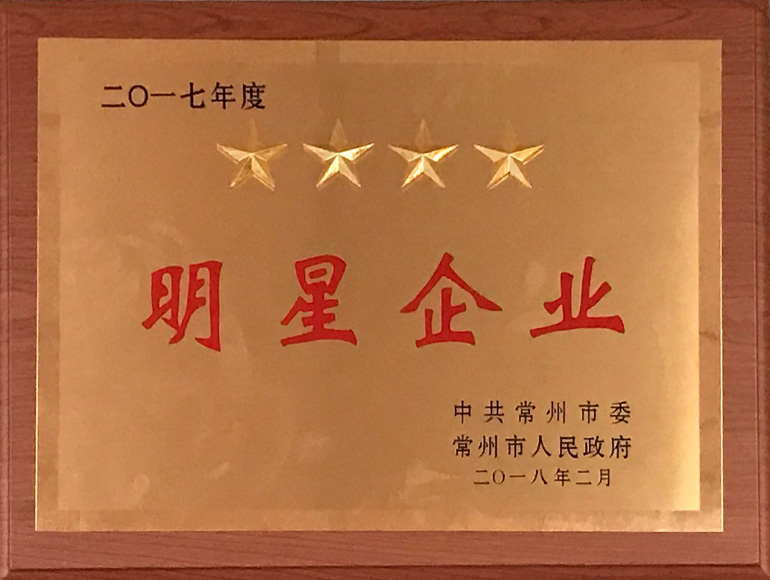 二〇一七年度
明星企业
中共常州市委
常州市人民政府
二〇一八年二月